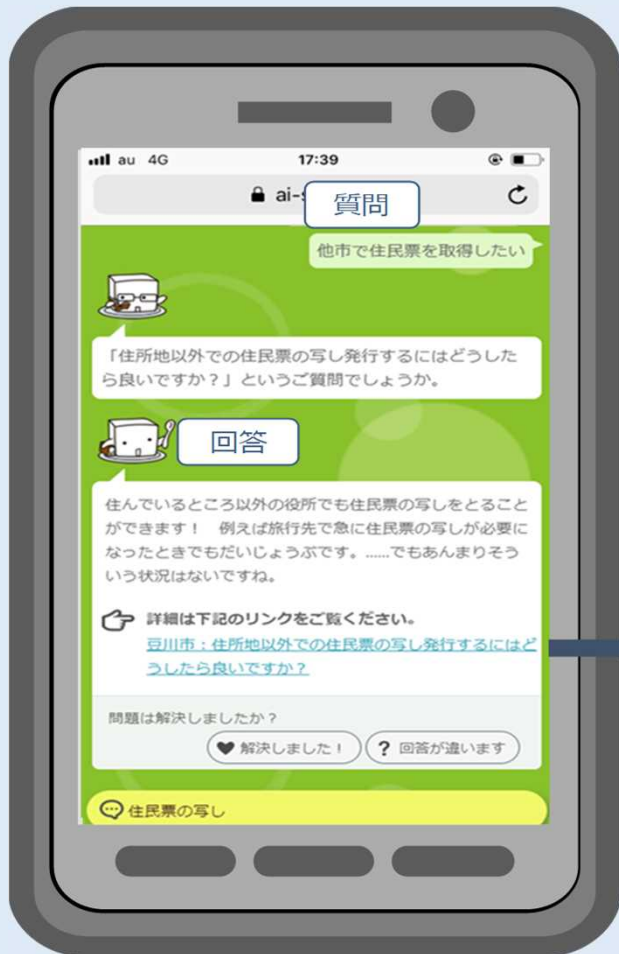 au 4G 17:39
ai-
質問
他市で住民票を取得したい
「住所地以外での住民票の写し発行するにはどうした
ら良いですか？」というご質問でしょうか。
回答
住んでいるところ以外の役所でも住民票の写しをとること
ができます！　例えば旅行先で急に住民票の写しが必要に
なったときでもだいじょうぶです。......でもあんまりそう
いう状況はないですね。
詳細は下記のリンクをご覧ください。
豆川市：住所地以外での住民票の写し発行するにはど
うしたら良いですか？
問題は解決しましたか？
解決しました！ ? 回答が違います
住民票の写し